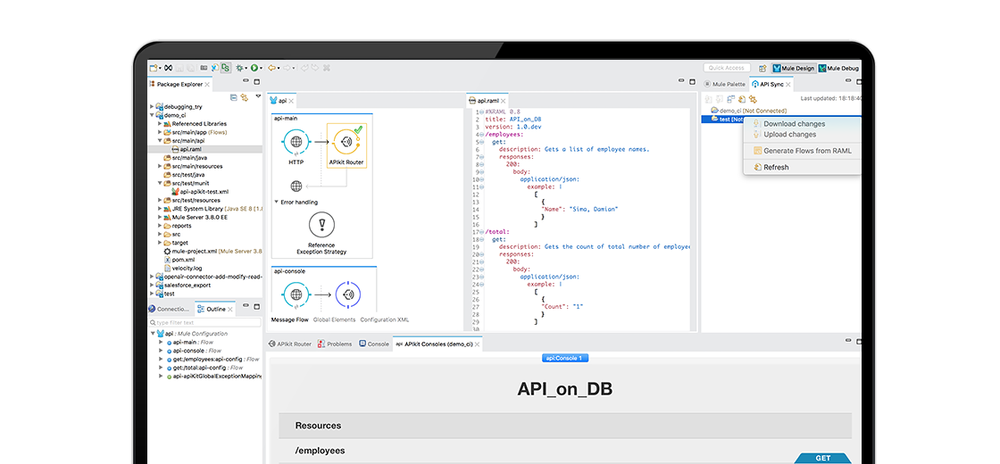 Quick Access
Mule Design
Mule Debug
Package Explorer
debugging_try
demo_ci
Referenced Libraries
src/main/app (Flows)
src/main/api
api.raml
src/main/java
src/main/resources
src/test/java
src/test/munit
api-apikit-test.xml
src/test/resources
JRE System Library [Java SE 8 [1.
Mule Server 3.8.0 EE
reports
src
target
mule-project.xml [Mule Server 3.8
pom.xml
velocity.log
openair-connector-add-modify-read-
salesforce_export
test
Connectio...
Outline
type filter text
api : Mule Configuration
api-main : Flow
api-console : Flow
get:/employees:api-config : Flow
get:/total:api-config : Flow
api-apiKitGlobalExceptionMapping
api
api-main
HTTP
APIkit Router
Error handling
Reference
Exception Strategy
api-console
Message Flow
Global Elements
Configuration XML
api.raml
1 #%RAML 0.8
2 title: API_on_DB
3 version: 1.0.dev
4 /employees:
5 get:
6 description: Gets a list of employee names.
7 responses:
8 200:
9 body:
10 application/json:
11 example: |
12 [
13 {
14 "Name": "Sima, Damian"
15 }
16 ]
17 /total:
18 get:
19 description: Gets the count of total number of employee
20 responses:
21 200:
22 body:
23 application/json:
24 example: |
25 [
26 {
27 "Count": "1"
28 }
29 ]
30
Mule Palette
API Sync
Last updated: 18:18:40
demo_ci [Not Connected]
test [Not
Download changes
Upload changes
Generate Flows from RAML
Refresh
APIkit Router
Problems
Console
APIkit Consoles (demo_ci)
api:Console 1
API_on_DB
Resources
/employees
GET